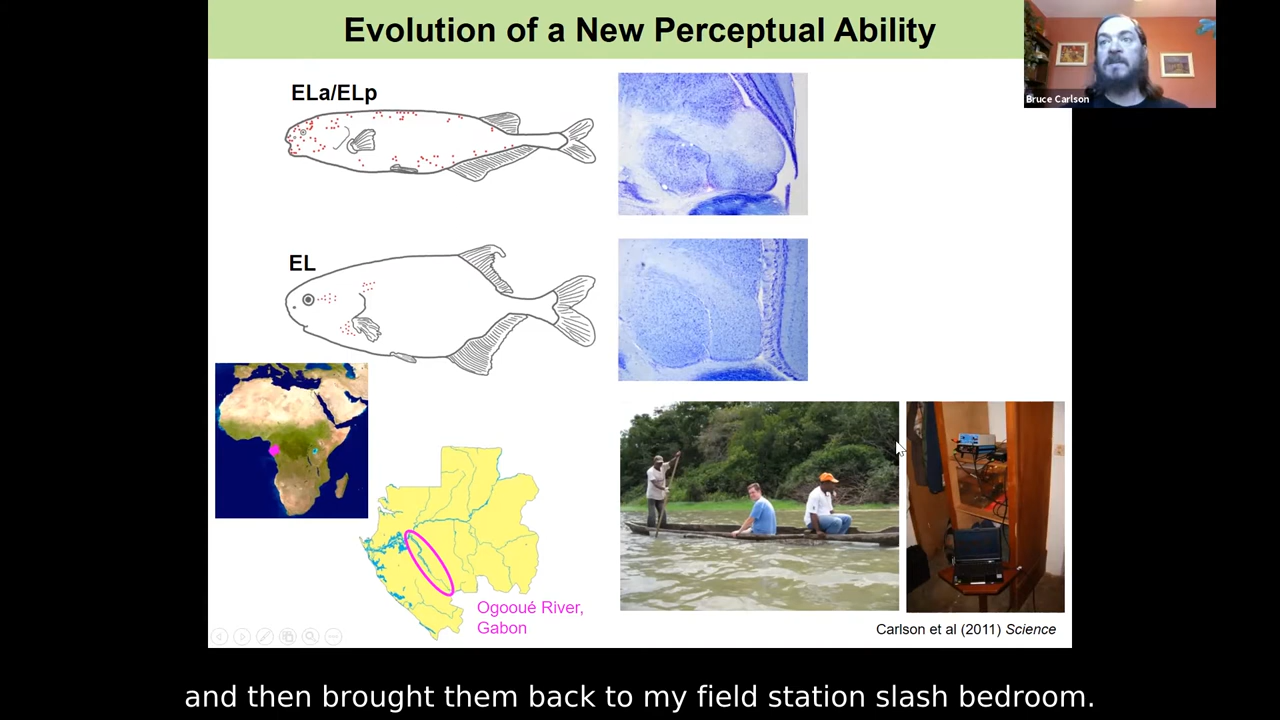 Evolution of a New Perceptual Ability
Bruce Carlson
ELa/ELp
EL
Ogooué River,
Gabon
Carlson et al (2011) Science
and then brought them back to my field station slash bedroom.